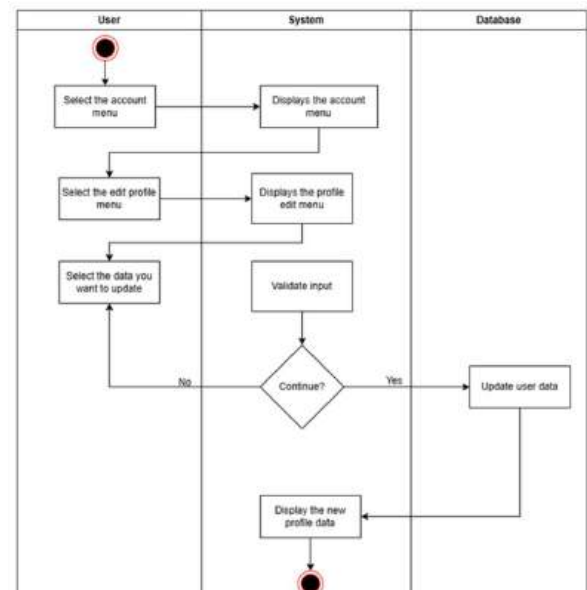 User
System
Database
Select the account
menu
Displays the account
menu
Select the edit profile
menu
Displays the profile
edit menu
Select the data you
want to update
Validate input
Continue?
No
Yes
Update user data
Display the new
profile data